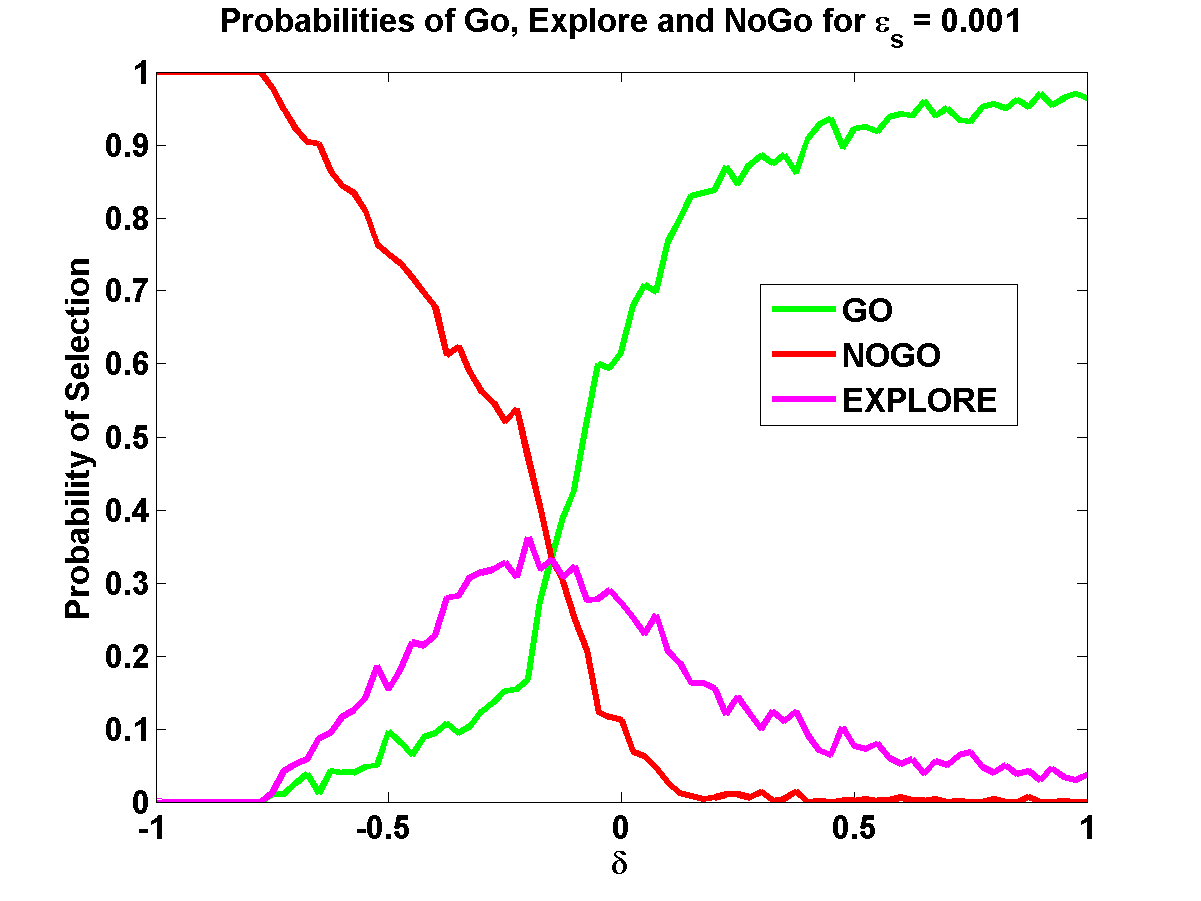 Probabilities of Go, Explore and NoGo for εs = 0.001
Probability of Selection
1
0.9
0.8
0.7
0.6
0.5
0.4
0.3
0.2
0.1
0
GO
NOGO
EXPLORE
-1
-0.5
0
0.5
1
δ